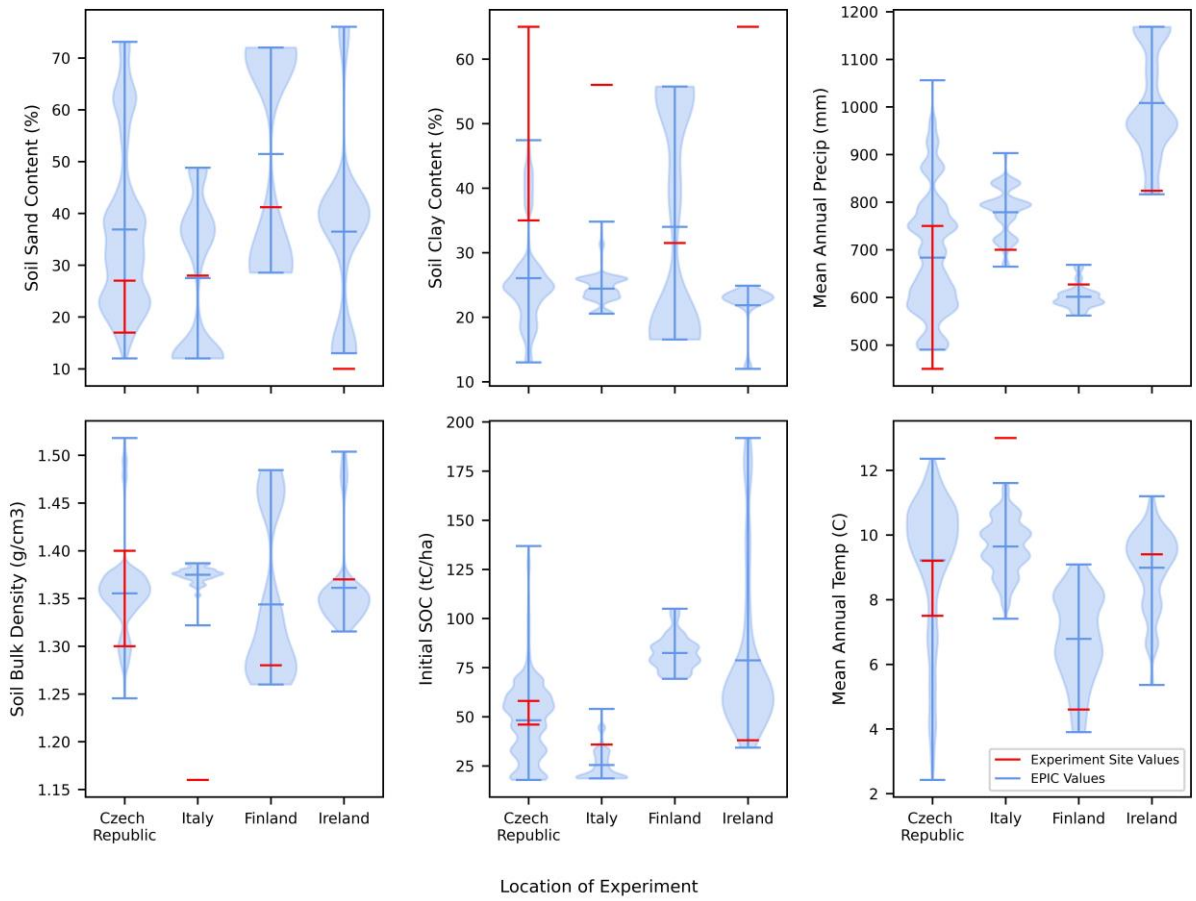 Soil Sand Content (%)
70
60
50
40
30
20
10
Soil Clay Content (%)
60
50
40
30
20
10
Mean Annual Precip (mm)
1200
1100
1000
900
800
700
600
500
Soil Bulk Density (g/cm3)
1.50
1.45
1.40
1.35
1.30
1.25
1.20
1.15
Czech Republic
Italy
Finland
Ireland
Initial SOC (tC/ha)
200
175
150
125
100
75
50
25
Czech Republic
Italy
Finland
Ireland
Mean Annual Temp (C)
12
10
8
6
4
2
Experiment Site Values
EPIC Values
Czech Republic
Italy
Finland
Ireland
Location of Experiment